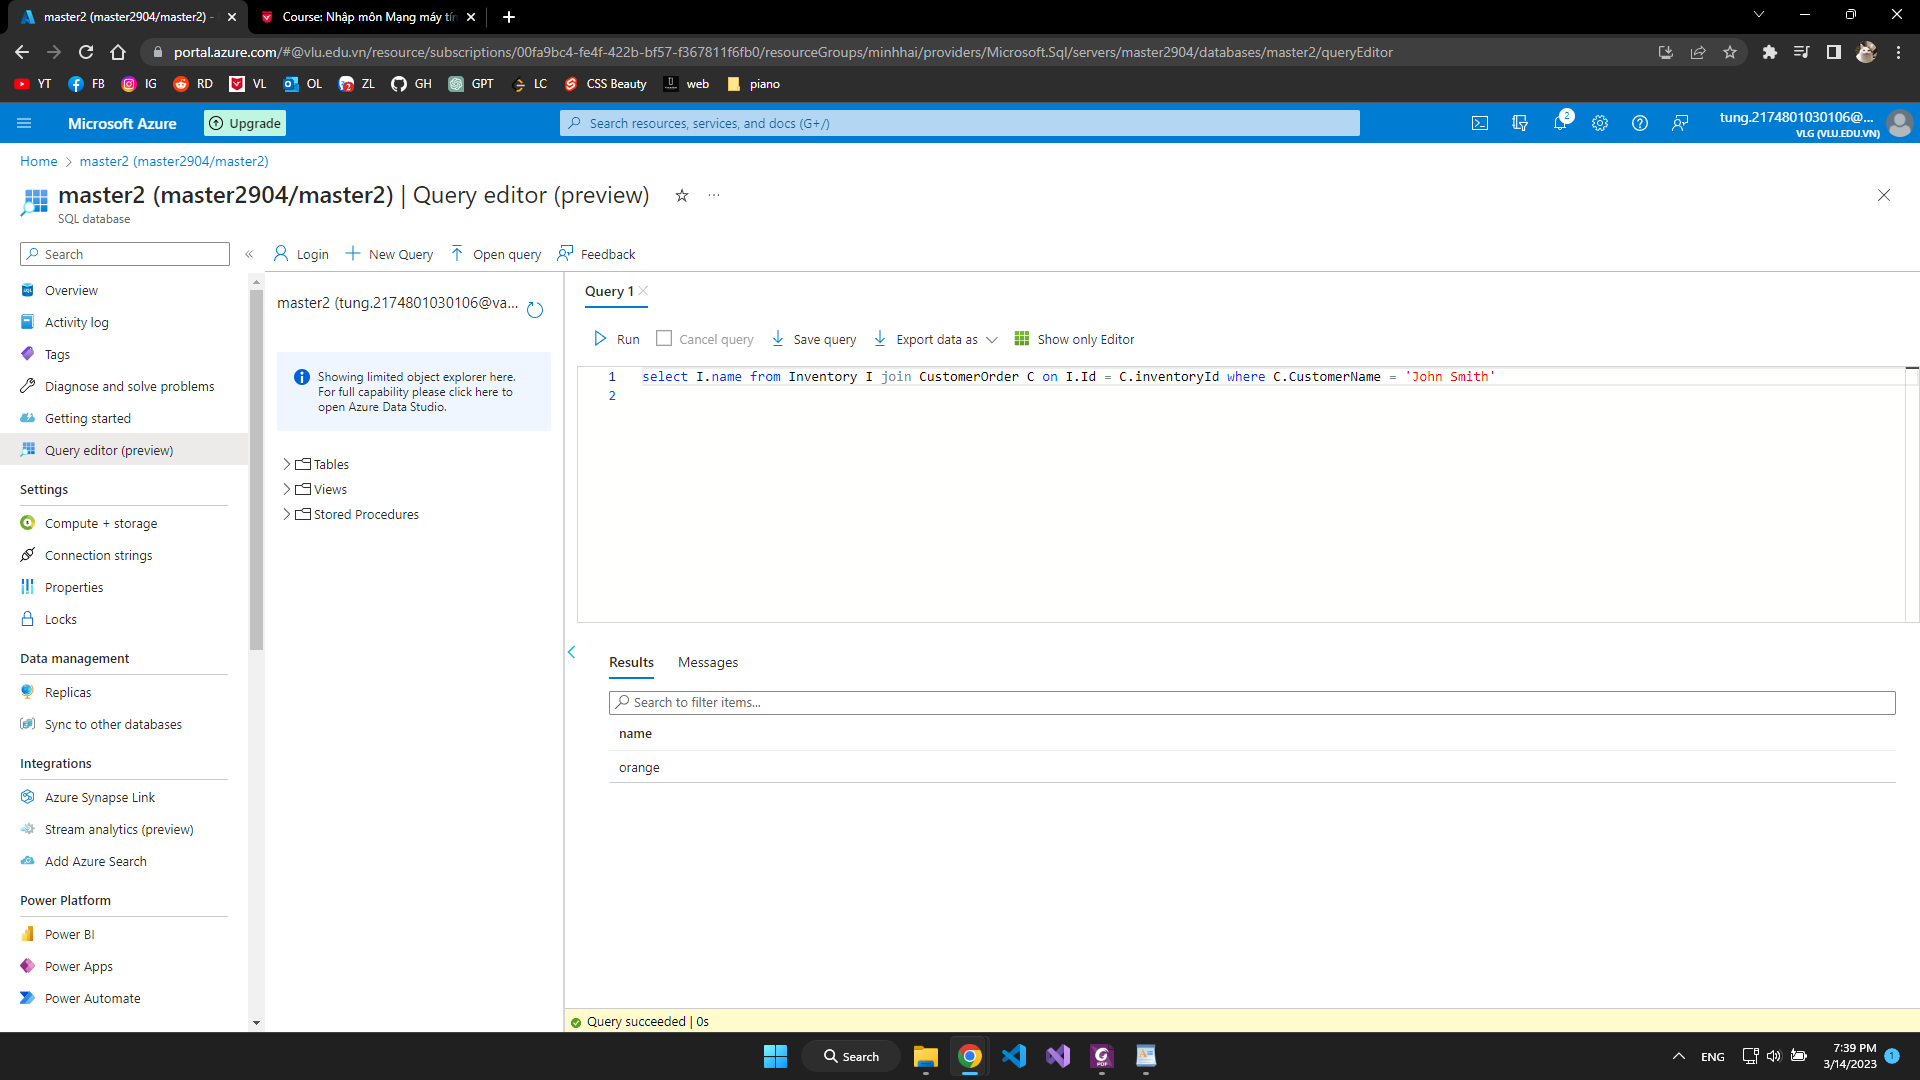 master2 (master2904/master2) -
Course: Nhập môn Mạng máy tín
portal.azure.com/#@vlu.edu.vn/resource/subscriptions/00fa9bc4-fe4f-422b-bf57-f367811f6fb0/resourceGroups/minhhai/providers/Microsoft.Sql/servers/master2904/databases/master2/queryEditor
YT FB IG RD VL OL ZL GH GPT LC CSS Beauty web piano
Microsoft Azure
Upgrade
Search resources, services, and docs (G+/)
2
tung.2174801030106@...
VLG (VLU.EDU.VN)
Home > master2 (master2904/master2)
master2 (master2904/master2) | Query editor (preview)
...
SQL database
Search
«
Login
New Query
Open query
Feedback
Overview
Activity log
Tags
Diagnose and solve problems
Getting started
Query editor (preview)
Settings
Compute + storage
Connection strings
Properties
Locks
Data management
Replicas
Sync to other databases
Integrations
Azure Synapse Link
Stream analytics (preview)
Add Azure Search
Power Platform
Power BI
Power Apps
Power Automate
master2 (tung.2174801030106@va...
Showing limited object explorer here.
For full capability please click here to
open Azure Data Studio.
Tables
Views
Stored Procedures
Query 1
Run
Cancel query
Save query
Export data as
Show only Editor
1 select I.name from Inventory I join CustomerOrder C on I.Id = C.inventoryId where C.CustomerName = 'John Smith'
2
Results
Messages
Search to filter items...
name
orange
Query succeeded | 0s
Search
ENG
7:39 PM
3/14/2023
1